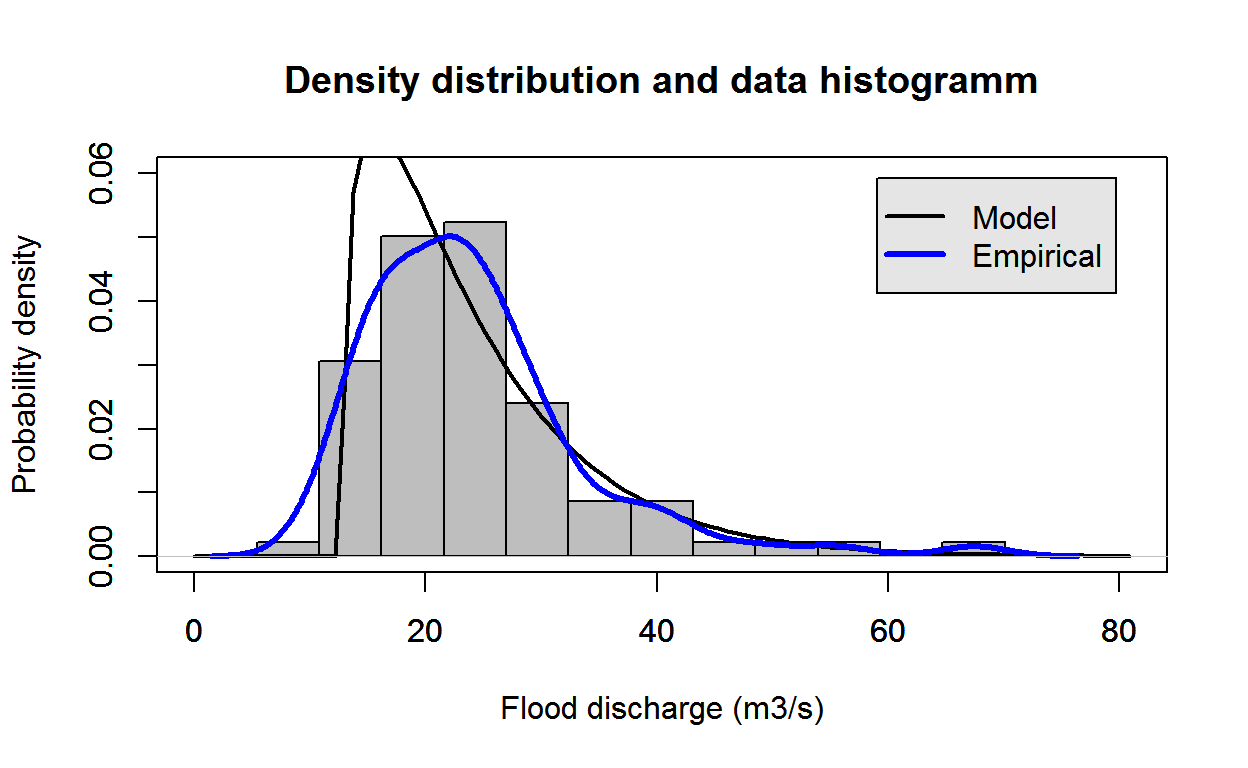 Density distribution and data histogramm
Probability density
0.06
0.04
0.02
0.00
Model
Empirical
0 20 40 60 80
Flood discharge (m3/s)